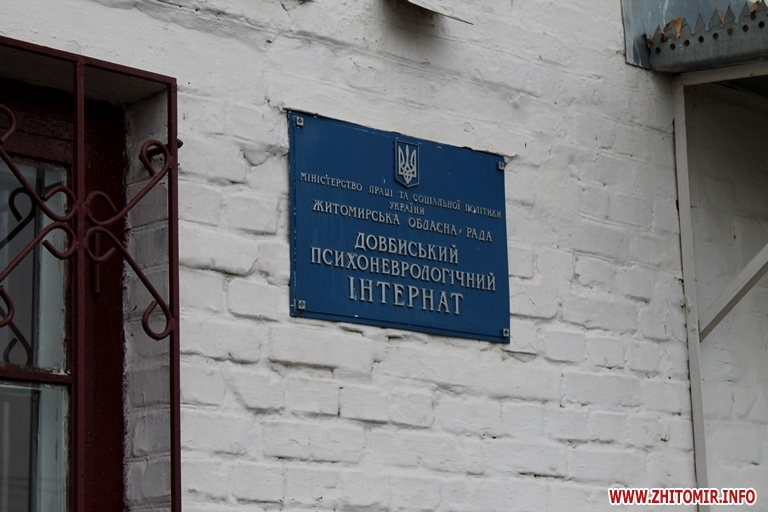 МІНІСТЕРСТВО ПРАЦІ ТА СОЦІАЛЬНОЇ ПОЛІТИКИ
УКРАЇНИ
ЖИТОМИРСЬКА ОБЛАСНА РАДА
ДОВБИСЬКИЙ
ПСИХОНЕВРОЛОГІЧНИЙ
ІНТЕРНАТ
WWW.ZHITOMIR.INFO